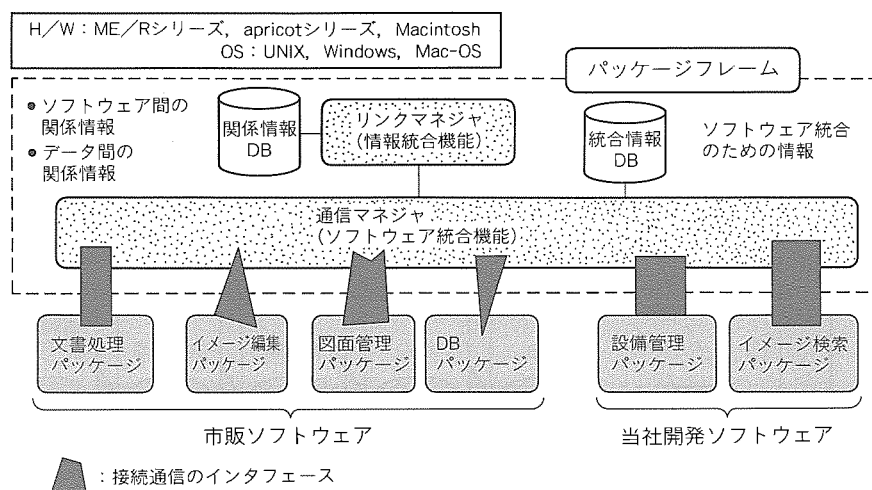 H/W:ME/Rシリーズ, apricotシリーズ, Macintosh
OS:UNIX, Windows, Mac-OS
パッケージフレーム
● ソフトウェア間の
関係情報
● データ間の
関係情報
関係情報
DB
リンクマネジャ
(情報統合機能)
統合情報
DB
ソフトウェア統合
のための情報
通信マネジャ
(ソフトウェア統合機能)
文書処理
パッケージ
イメージ編集
パッケージ
図面管理
パッケージ
DB
パッケージ
設備管理
パッケージ
イメージ検索
パッケージ
市販ソフトウェア
当社開発ソフトウェア
:接続通信のインタフェース